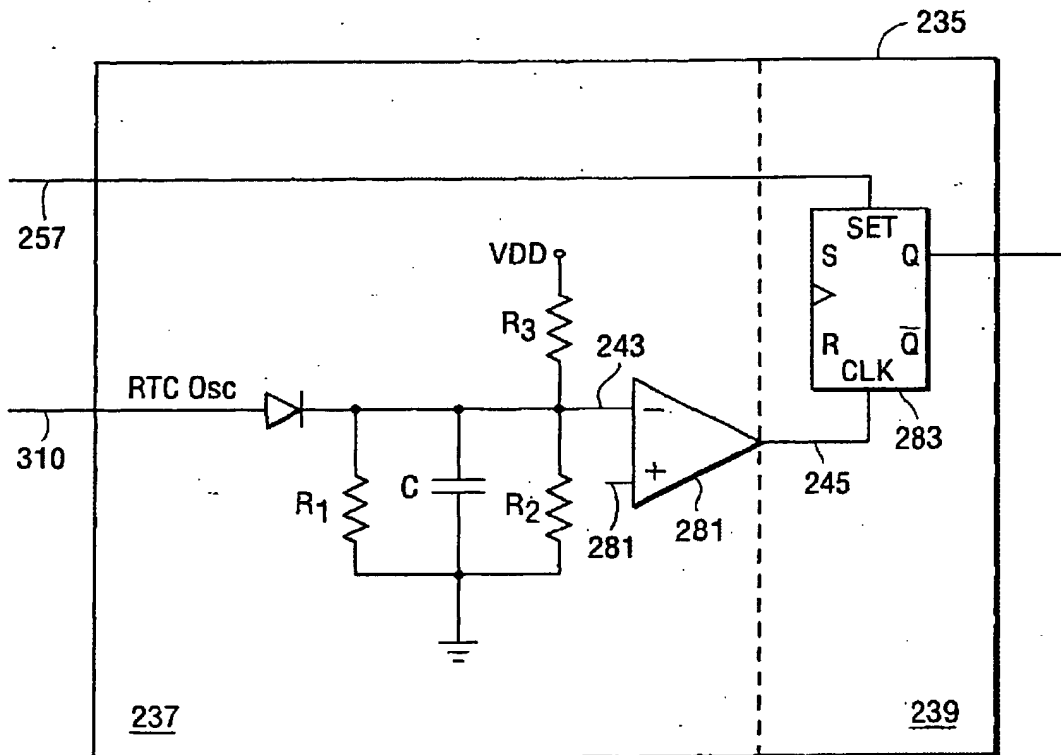 235
257
SET
S Q
R Q̅
CLK
283
VDD
R3
243
RTC Osc
310
R1
C
R2
−
+
281
281
245
237
239